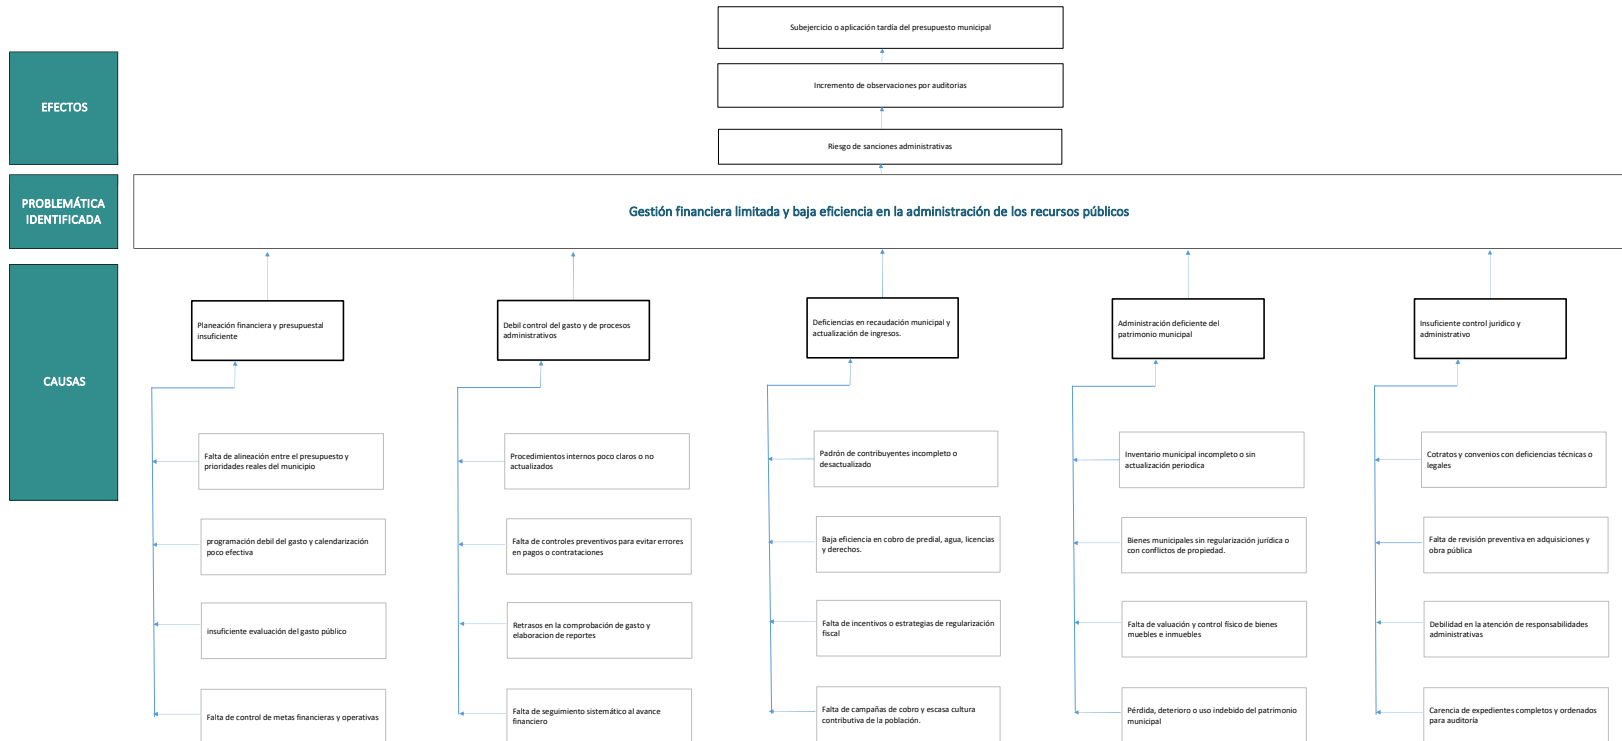 Subejercicio o aplicación tardía del presupuesto municipal
EFECTOS
Incremento de observaciones por auditorias
Riesgo de sanciones administrativas
PROBLEMÁTICA
IDENTIFICADA
Gestión financiera limitada y baja eficiencia en la administración de los recursos públicos
CAUSAS
Planeación financiera y presupuestal
insuficiente
Debil control del gasto y de procesos
administrativos
Deficiencias en recaudación municipal y
actualización de ingresos.
Administración deficiente del
patrimonio municipal
Insuficiente control juridico y
administrativo
Falta de alineación entre el presupuesto y
prioridades reales del municipio
Procedimientos internos poco claros o no
actualizados
Padrón de contribuyentes incompleto o
desactualizado
Inventario municipal incompleto o sin
actualización periodica
Cotratos y convenios con deficiencias técnicas o
legales
programación debil del gasto y calendarización
poco efectiva
Falta de controles preventivos para evitar errores
en pagos o contrataciones
Baja eficiencia en cobro de predial, agua, licencias
y derechos.
Bienes municipales sin regularización jurídica o
con conflictos de propiedad.
Falta de revisión preventiva en adquisiciones y
obra pública
insuficiente evaluación del gasto público
Retrasos en la comprobación de gasto y
elaboracion de reportes
Falta de incentivos o estrategias de regularización
fiscal
Falta de valuación y control físico de bienes
muebles e inmuebles
Debilidad en la atención de responsabilidades
administrativas
Falta de control de metas financieras y operativas
Falta de seguimiento sistemático al avance
financiero
Falta de campañas de cobro y escasa cultura
contributiva de la población.
Pérdida, deterioro o uso indebido del patrimonio
municipal
Carencia de expedientes completos y ordenados
para auditoría